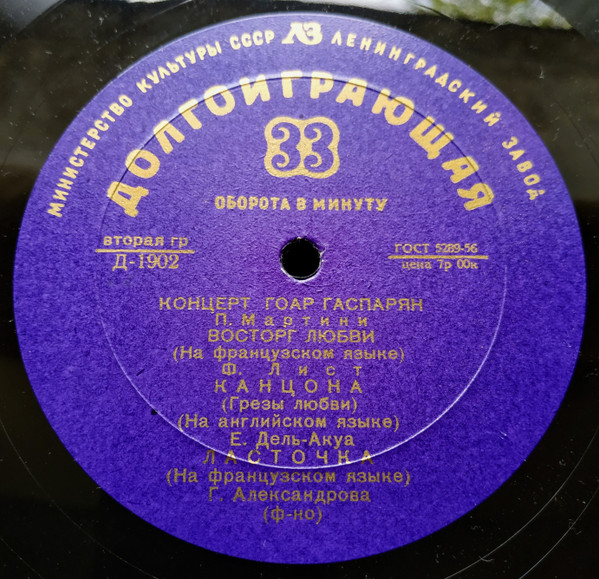 МИНИСТЕРСТВО КУЛЬТУРЫ СССР ЛЗ ЛЕНИНГРАДСКИЙ ЗАВОД
ДОЛГОИГРАЮЩАЯ
33
ОБОРОТА В МИНУТУ
вторая гр
Д-1902
ГОСТ 5289-56
цена 7р 00к
КОНЦЕРТ ГОАР ГАСПАРЯН
П. Мартини
ВОСТОРГ ЛЮБВИ
(На французском языке)
Ф. Лист
КАНЦОНА
(Грезы любви)
(На английском языке)
Е. Дель-Акуа
ЛАСТОЧКА
(На французском языке)
Г. Александрова
(ф-но)